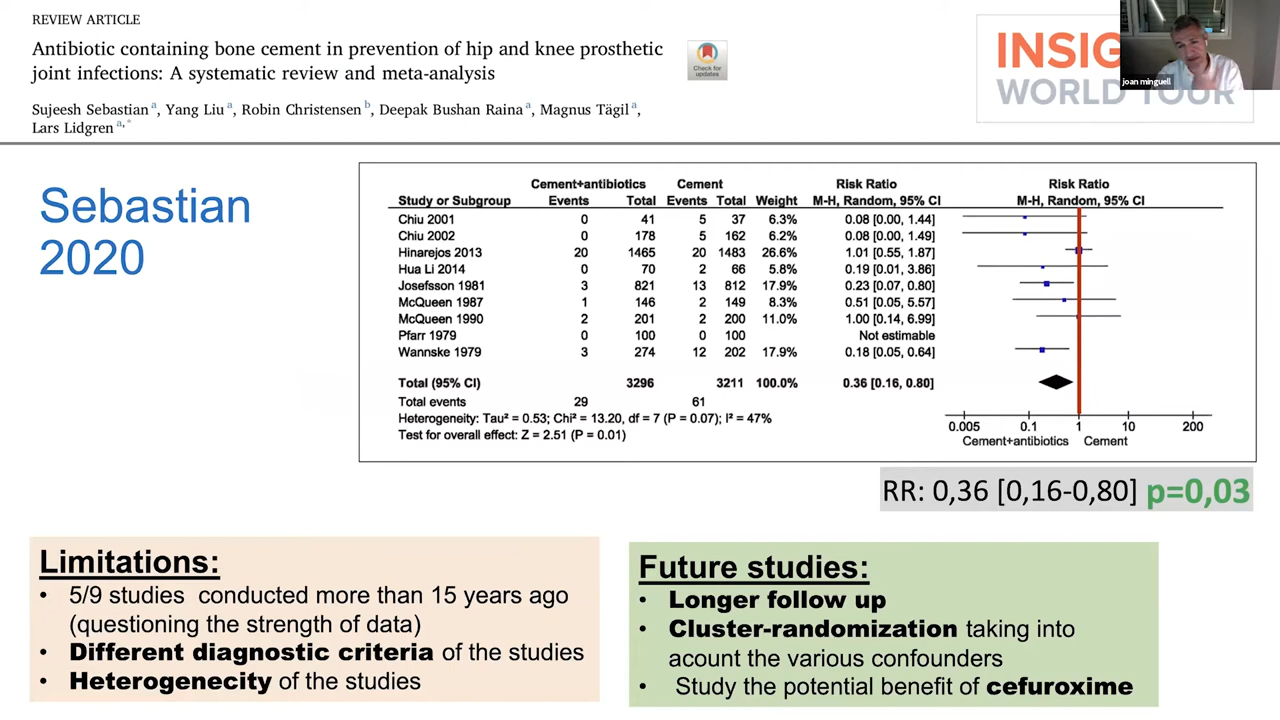 REVIEW ARTICLE
Antibiotic containing bone cement in prevention of hip and knee prosthetic
joint infections: A systematic review and meta-analysis
Check for
updates
Sujeesh Sebastian a, Yang Liu a, Robin Christensen b, Deepak Bushan Raina a, Magnus Tägil a,
Lars Lidgren a,*
INSIG
WORLD TOUR
joan minguell
Sebastian
2020
Cement+antibiotics Cement Risk Ratio Risk Ratio
Study or Subgroup Events Total Events Total Weight M-H, Random, 95% CI M-H, Random, 95% CI
Chiu 2001 0 41 5 37 6.3% 0.08 [0.00, 1.44]
Chiu 2002 0 178 5 162 6.2% 0.08 [0.00, 1.49]
Hinarejos 2013 20 1465 20 1483 26.6% 1.01 [0.55, 1.87]
Hua Li 2014 0 70 2 66 5.8% 0.19 [0.01, 3.86]
Josefsson 1981 3 821 13 812 17.9% 0.23 [0.07, 0.80]
McQueen 1987 1 146 2 149 8.3% 0.51 [0.05, 5.57]
McQueen 1990 2 201 2 200 11.0% 1.00 [0.14, 6.99]
Pfarr 1979 0 100 0 100 Not estimable
Wannske 1979 3 274 12 202 17.9% 0.18 [0.05, 0.64]
Total (95% CI) 3296 3211 100.0% 0.36 [0.16, 0.80]
Total events 29 61
Heterogeneity: Tau² = 0.53; Chi² = 13.20, df = 7 (P = 0.07); I² = 47%
Test for overall effect: Z = 2.51 (P = 0.01)
0.005 0.1 1 10 200
Cement+antibiotics Cement
RR: 0,36 [0,16-0,80] p=0,03
Limitations:
• 5/9 studies conducted more than 15 years ago
(questioning the strength of data)
• Different diagnostic criteria of the studies
• Heterogenecity of the studies
Future studies:
• Longer follow up
• Cluster-randomization taking into
acount the various confounders
• Study the potential benefit of cefuroxime